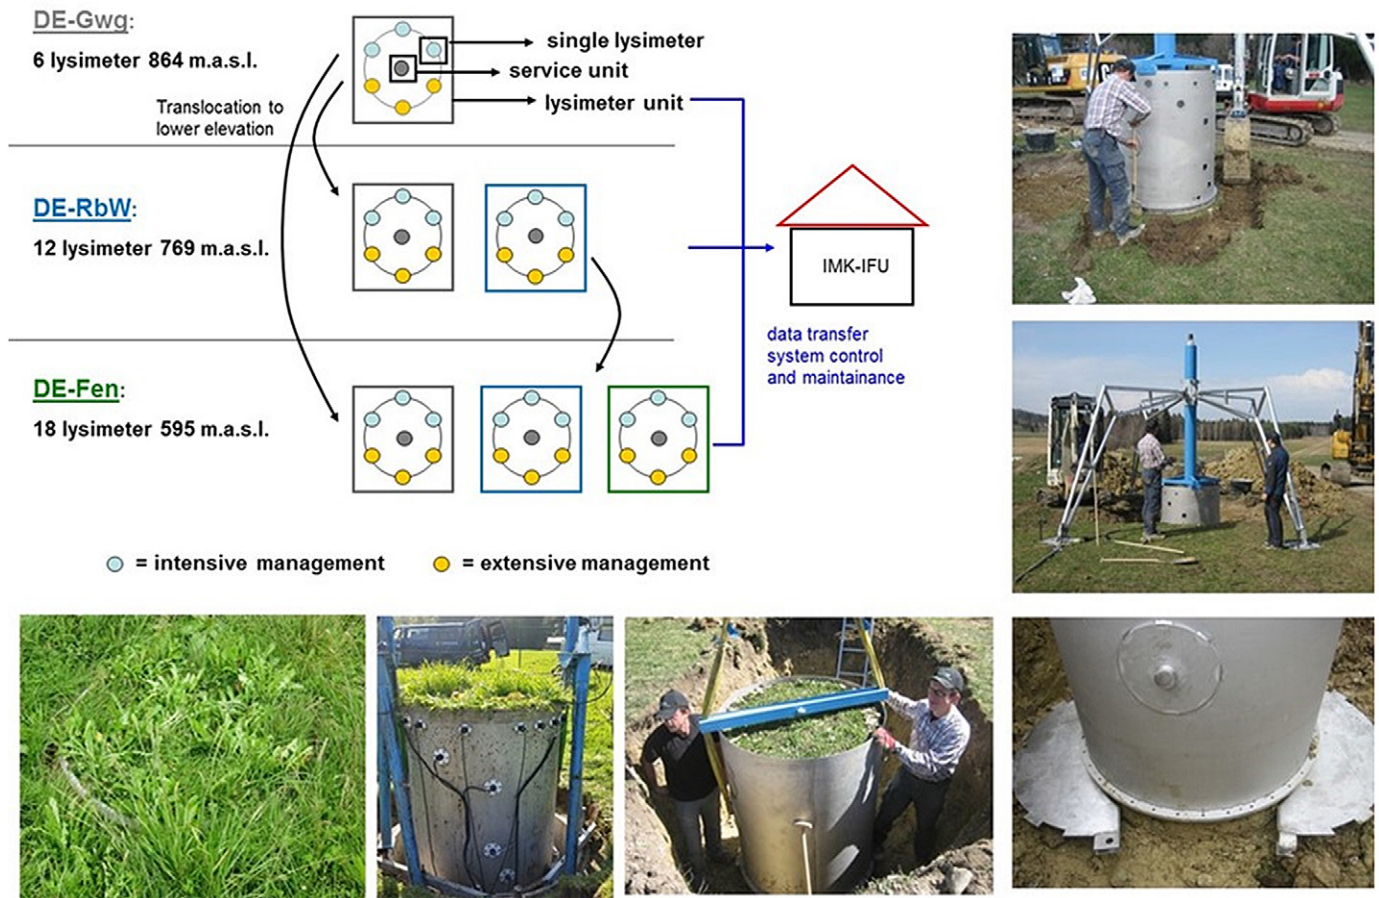 DE-Gwg:
6 lysimeter 864 m.a.s.l.
single lysimeter
service unit
lysimeter unit
Translocation to
lower elevation
DE-RbW:
12 lysimeter 769 m.a.s.l.
IMK-IFU
data transfer
system control
and maintainance
DE-Fen:
18 lysimeter 595 m.a.s.l.
= intensive management
= extensive management